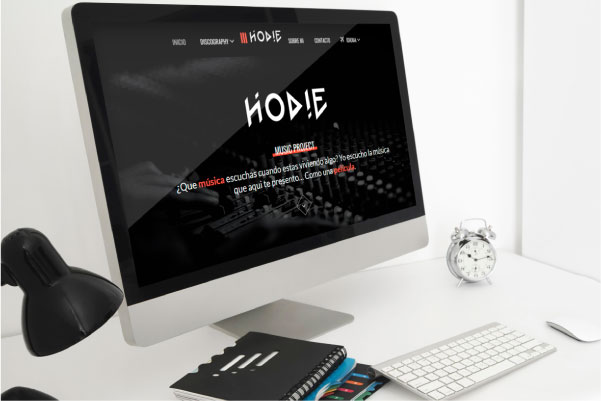 INICIO DISCOGRAPHY HODIE SOBRE MI CONTACTO IDIOMA
HODIE
MUSIC PROJECT
¿Que música escuchas cuando estas viviendo algo? Yo escucho la música
que aqui te presento... Como una película.